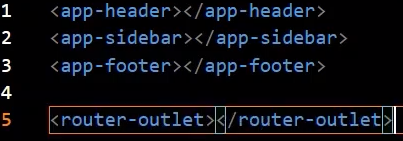 1 <app-header></app-header>
2 <app-sidebar></app-sidebar>
3 <app-footer></app-footer>
4
5 <router-outlet></router-outlet>